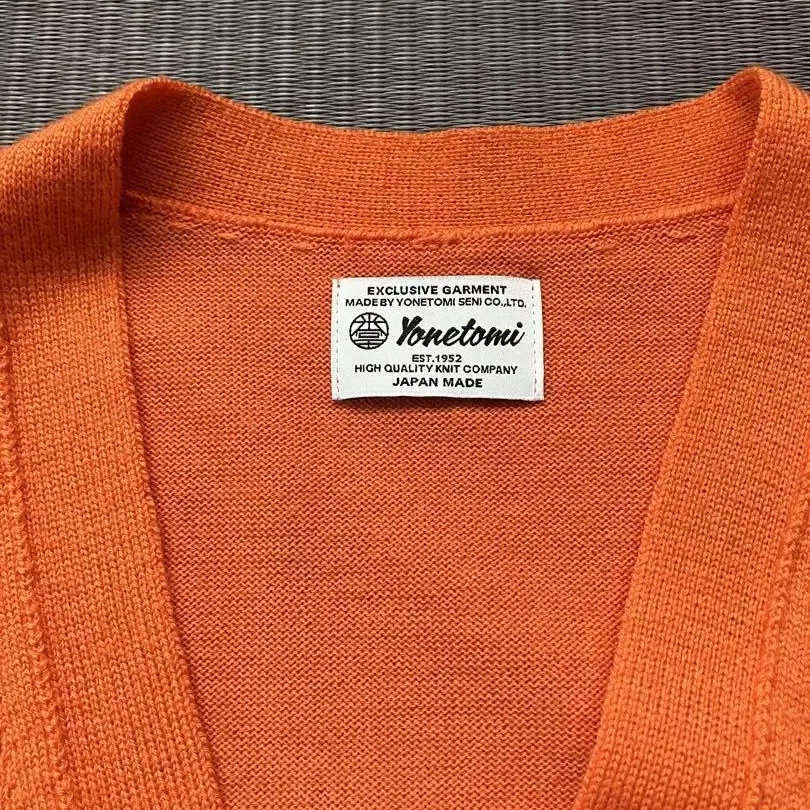 EXCLUSIVE GARMENT
MADE BY YONETOMI SENI CO.,LTD.
Yonetomi
EST.1952
HIGH QUALITY KNIT COMPANY
JAPAN MADE